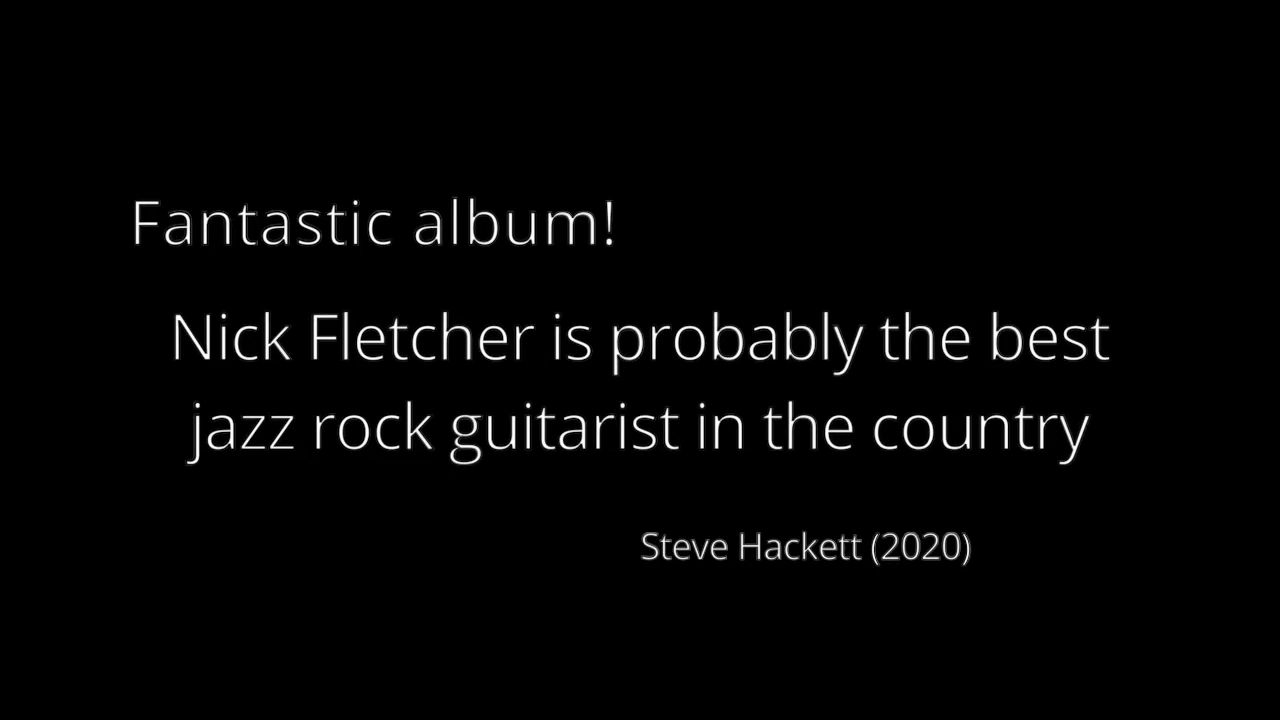 Fantastic album!
Nick Fletcher is probably the best
jazz rock guitarist in the country
Steve Hackett (2020)